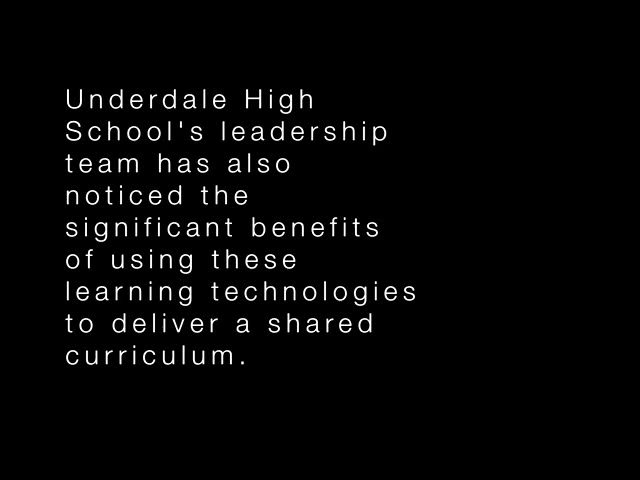 Underdale High
School's leadership
team has also
noticed the
significant benefits
of using these
learning technologies
to deliver a shared
curriculum.